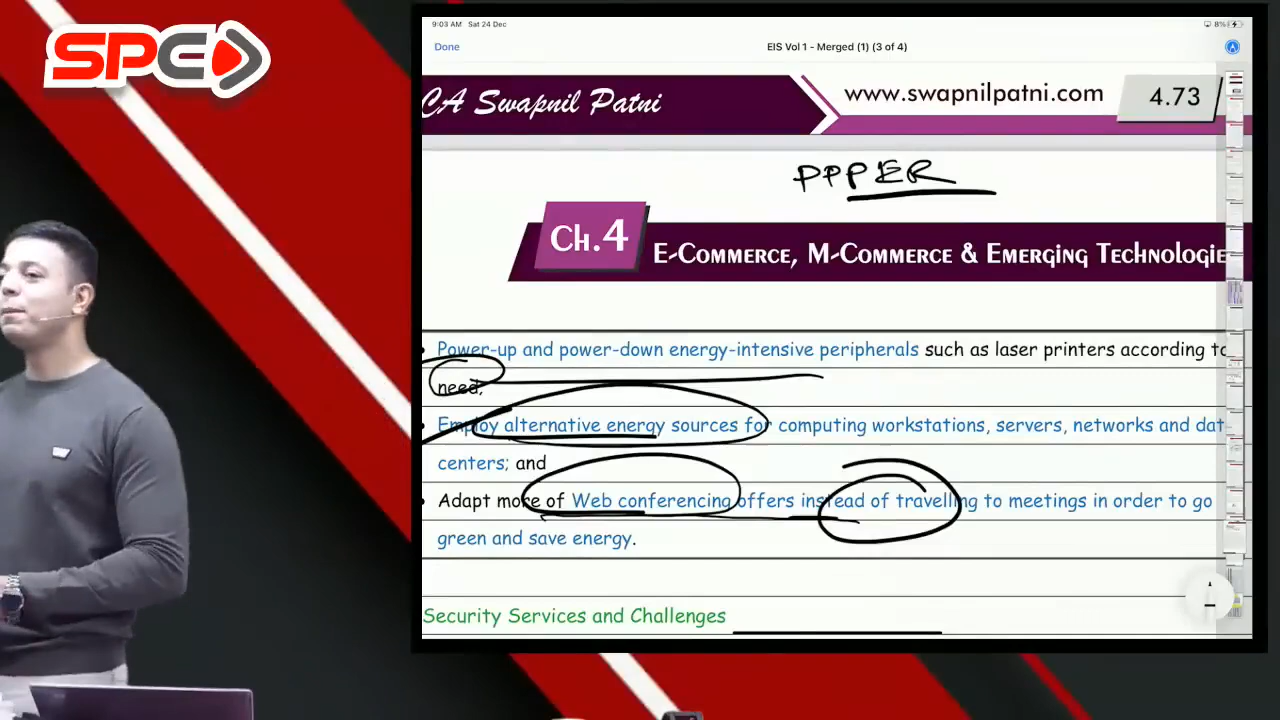 SPC
9:03 AM Sat 24 Dec
8%
Done
EIS Vol 1 - Merged (1) (3 of 4)
CA Swapnil Patni
www.swapnilpatni.com
4.73
PPPER
Ch.4
E-Commerce, M-Commerce & Emerging Technologie
Power-up and power-down energy-intensive peripherals such as laser printers according to
need;
Employ alternative energy sources for computing workstations, servers, networks and dat
centers; and
Adapt more of Web conferencing offers instead of travelling to meetings in order to go
green and save energy.
Security Services and Challenges